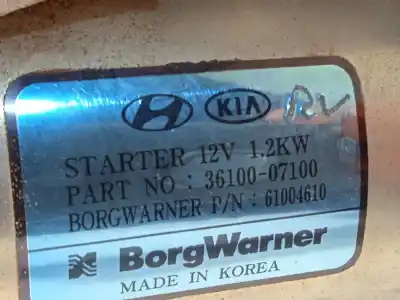 KIA RV
STARTER 12V 1.2KW
PART NO : 36100-07100
BORGWARNER P/N : 61004610
BorgWarner
MADE IN KOREA